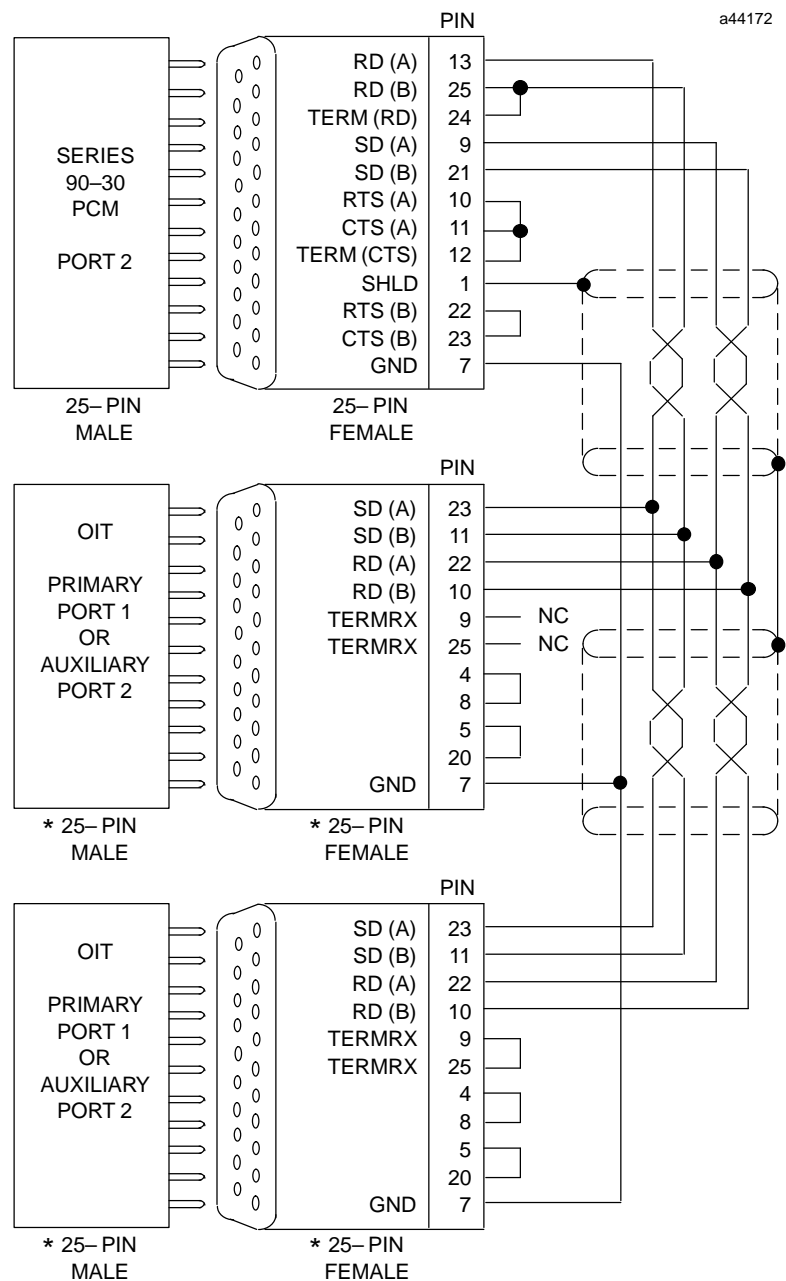 a44172
PIN
SERIES
90–30
PCM
PORT 2
RD (A) 13
RD (B) 25
TERM (RD) 24
SD (A) 9
SD (B) 21
RTS (A) 10
CTS (A) 11
TERM (CTS) 12
SHLD 1
RTS (B) 22
CTS (B) 23
GND 7
25– PIN
MALE
25– PIN
FEMALE
PIN
OIT
PRIMARY
PORT 1
OR
AUXILIARY
PORT 2
SD (A) 23
SD (B) 11
RD (A) 22
RD (B) 10
TERMRX 9 NC
TERMRX 25 NC
4
8
5
20
GND 7
* 25– PIN
MALE
* 25– PIN
FEMALE
PIN
OIT
PRIMARY
PORT 1
OR
AUXILIARY
PORT 2
SD (A) 23
SD (B) 11
RD (A) 22
RD (B) 10
TERMRX 9
TERMRX 25
4
8
5
20
GND 7
* 25– PIN
MALE
* 25– PIN
FEMALE